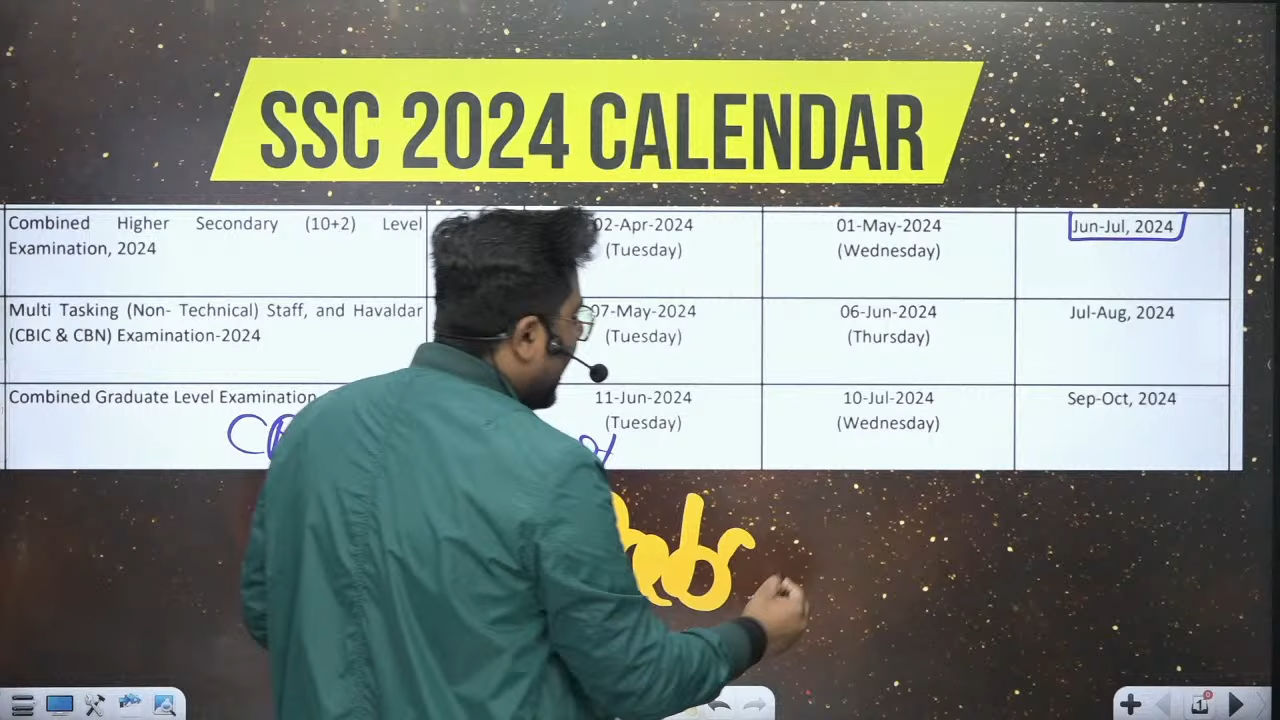 SSC 2024 CALENDAR
Combined Higher Secondary (10+2) Level
Examination, 2024
02-Apr-2024
(Tuesday)
01-May-2024
(Wednesday)
Jun-Jul, 2024
Multi Tasking (Non- Technical) Staff, and Havaldar
(CBIC & CBN) Examination-2024
07-May-2024
(Tuesday)
06-Jun-2024
(Thursday)
Jul-Aug, 2024
Combined Graduate Level Examination
11-Jun-2024
(Tuesday)
10-Jul-2024
(Wednesday)
Sep-Oct, 2024
1
0